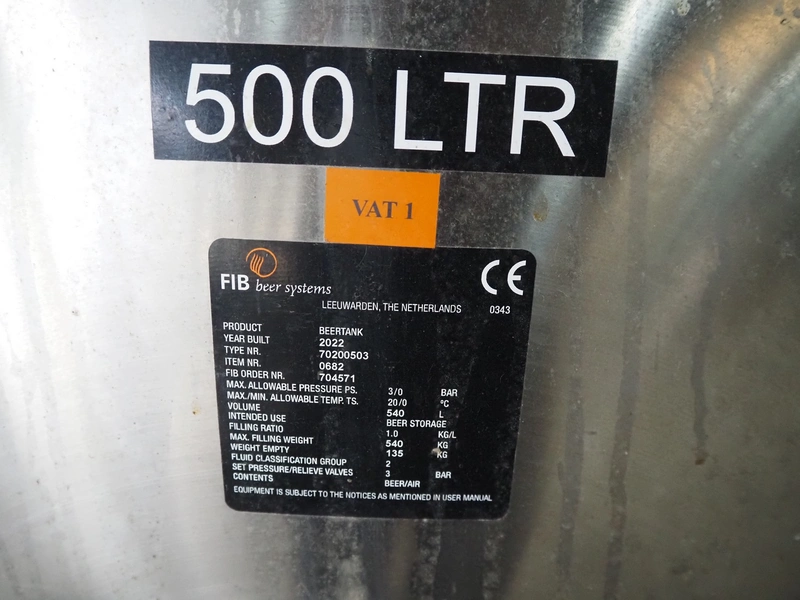 500 LTR
VAT 1
FIB beer systems
CE
LEEUWARDEN, THE NETHERLANDS 0343
PRODUCT BEERTANK
YEAR BUILT 2022
TYPE NR. 70200503
ITEM NR. 0682
FIB ORDER NR. 704571
MAX. ALLOWABLE PRESSURE PS. 3/0 BAR
MAX./MIN. ALLOWABLE TEMP. TS. 20/0 °C
VOLUME 540 L
INTENDED USE BEER STORAGE
FILLING RATIO 1.0 KG/L
MAX. FILLING WEIGHT 540 KG
WEIGHT EMPTY 135 KG
FLUID CLASSIFICATION GROUP 2
SET PRESSURE/RELIEVE VALVES 3 BAR
CONTENTS BEER/AIR
EQUIPMENT IS SUBJECT TO THE NOTICES AS MENTIONED IN USER MANUAL